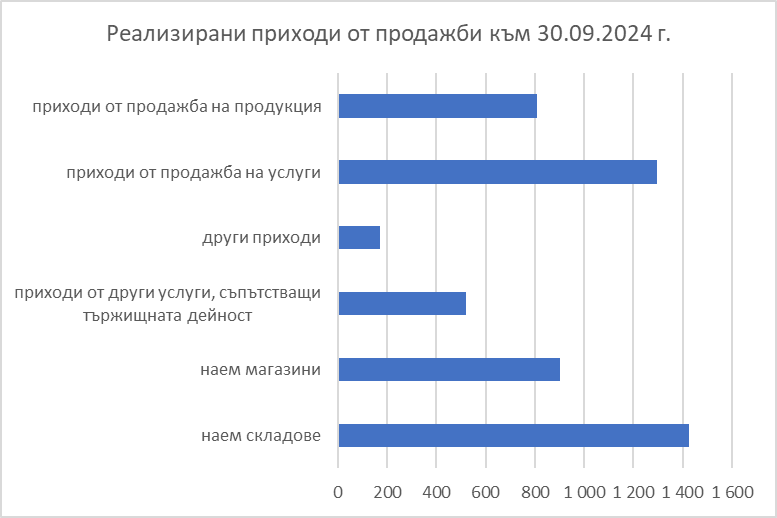 Реализирани приходи от продажби към 30.09.2024 г.
приходи от продажба на продукция
приходи от продажба на услуги
други приходи
приходи от други услуги, съпътстващи
тържищната дейност
наем магазини
наем складове
0 200 400 600 800 1 000 1 200 1 400 1 600